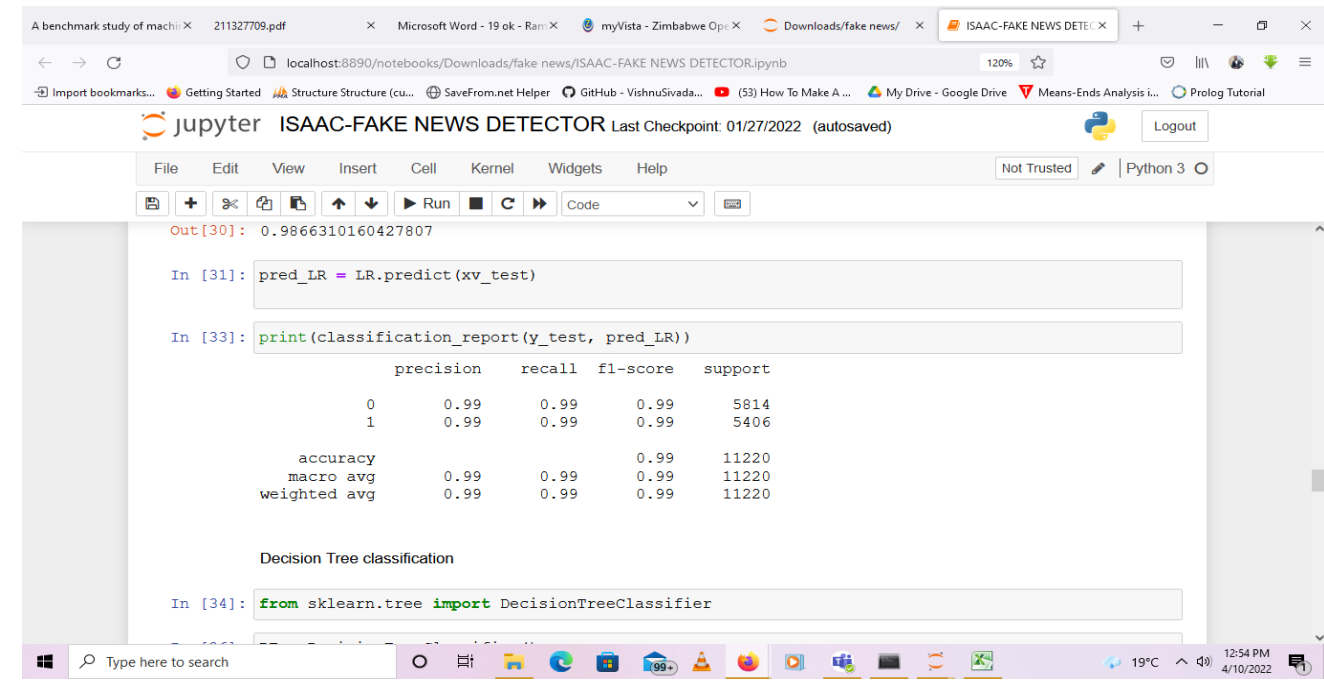 A benchmark study of machin 211327709.pdf Microsoft Word - 19 ok - Ram myVista - Zimbabwe Ope Downloads/fake news/ ISAAC-FAKE NEWS DETEC
localhost:8890/notebooks/Downloads/fake news/ISAAC-FAKE NEWS DETECTOR.ipynb 120%
Import bookmarks... Getting Started Structure Structure (cu... SaveFrom.net Helper GitHub - VishnuSivada... (53) How To Make A ... My Drive - Google Drive Means-Ends Analysis i... Prolog Tutorial
jupyter ISAAC-FAKE NEWS DETECTOR Last Checkpoint: 01/27/2022 (autosaved) Logout
File Edit View Insert Cell Kernel Widgets Help Not Trusted Python 3
Run Code
Out[30]: 0.9866310160427807
In [31]: pred_LR = LR.predict(xv_test)
In [33]: print(classification_report(y_test, pred_LR))
precision recall f1-score support
0 0.99 0.99 0.99 5814
1 0.99 0.99 0.99 5406
accuracy 0.99 11220
macro avg 0.99 0.99 0.99 11220
weighted avg 0.99 0.99 0.99 11220
Decision Tree classification
In [34]: from sklearn.tree import DecisionTreeClassifier
Type here to search 99+ 19°C 12:54 PM
4/10/2022